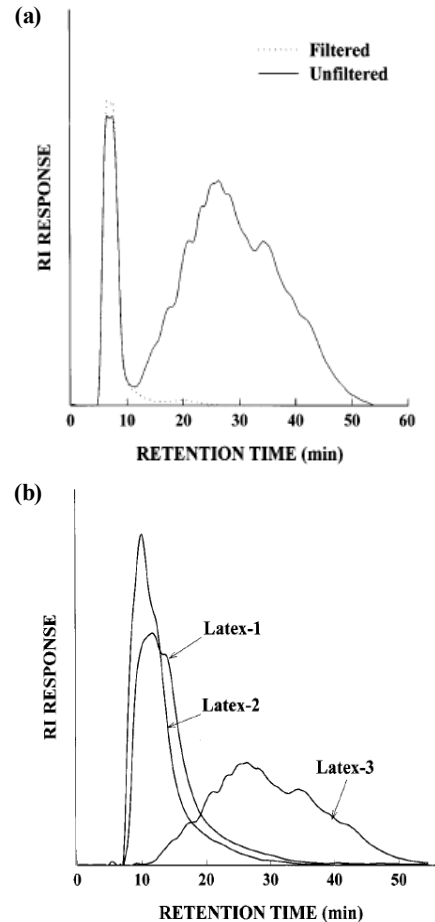 (a)
Filtered
Unfiltered
RI RESPONSE
0 10 20 30 40 50 60
RETENTION TIME (min)
(b)
Latex-1
Latex-2
Latex-3
RI RESPONSE
0 10 20 30 40 50
RETENTION TIME (min)